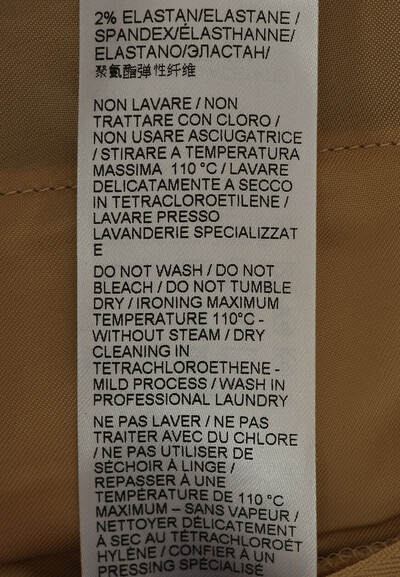 2% ELASTAN/ELASTANE /
SPANDEX/ÉLASTHANNE/
ELASTANO/ЭЛАСТАН/
聚氨酯弹性纤维
NON LAVARE / NON
TRATTARE CON CLORO /
NON USARE ASCIUGATRICE
/ STIRARE A TEMPERATURA
MASSIMA 110 °C / LAVARE
DELICATAMENTE A SECCO
IN TETRACLOROETILENE /
LAVARE PRESSO
LAVANDERIE SPECIALIZZAT
E
DO NOT WASH / DO NOT
BLEACH / DO NOT TUMBLE
DRY / IRONING MAXIMUM
TEMPERATURE 110°C -
WITHOUT STEAM / DRY
CLEANING IN
TETRACHLOROETHENE -
MILD PROCESS / WASH IN
PROFESSIONAL LAUNDRY
NE PAS LAVER / NE PAS
TRAITER AVEC DU CHLORE
/ NE PAS UTILISER DE
SÉCHOIR À LINGE /
REPASSER À UNE
TEMPÉRATURE DE 110 °C
MAXIMUM – SANS VAPEUR /
NETTOYER DÉLICATEMENT
À SEC AU TÉTRACHLOROÉT
HYLÈNE / CONFIER À UN
PRESSING SPÉCIALISÉ